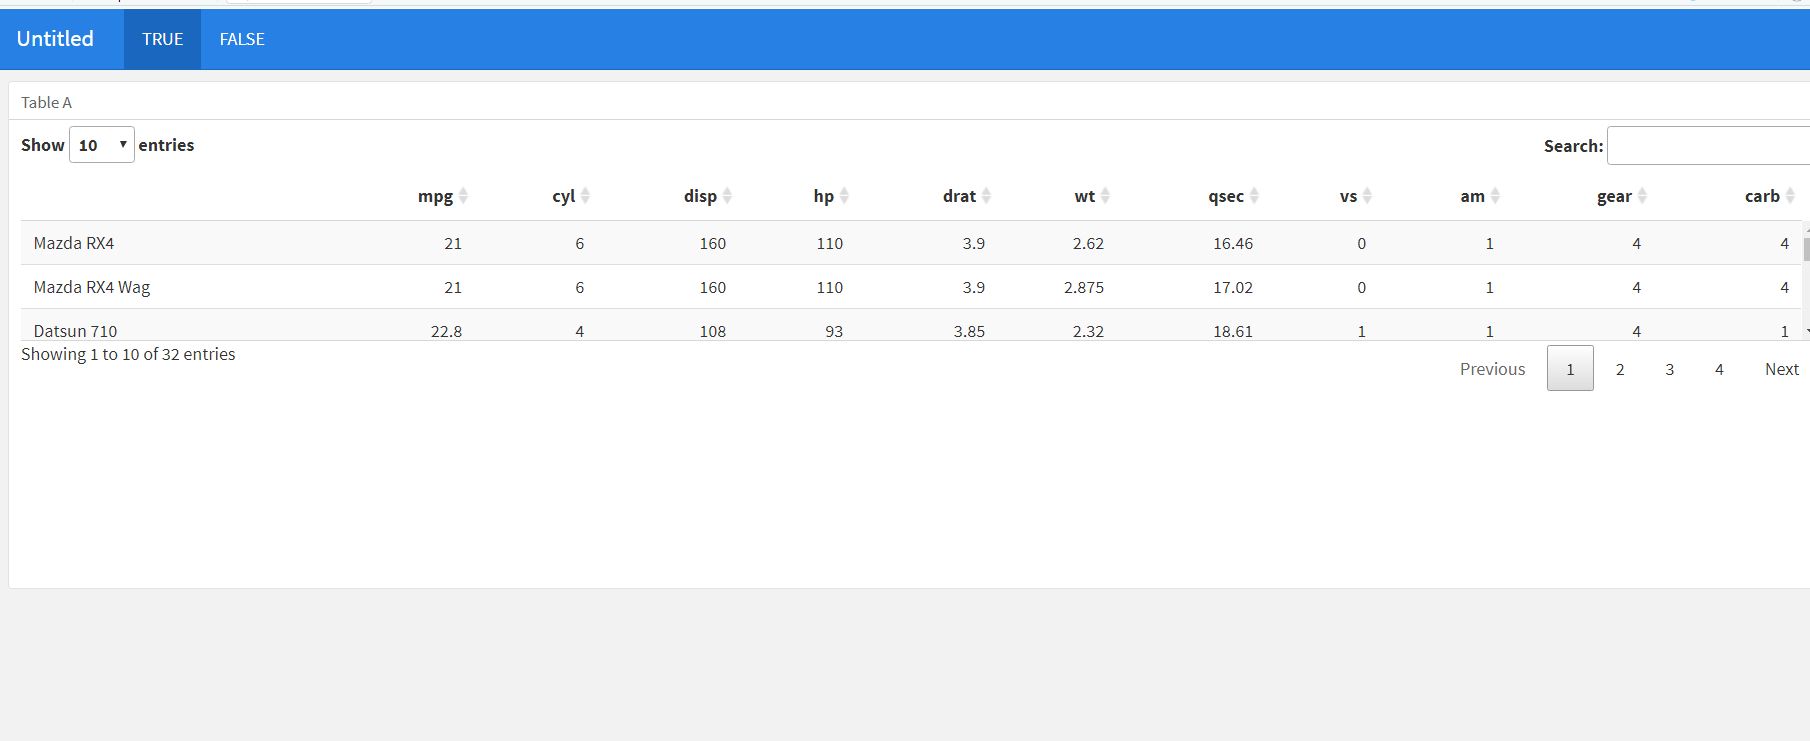 Untitled TRUE FALSE
Table A
Show 10 entries Search:
mpg cyl disp hp drat wt qsec vs am gear carb
Mazda RX4 21 6 160 110 3.9 2.62 16.46 0 1 4 4
Mazda RX4 Wag 21 6 160 110 3.9 2.875 17.02 0 1 4 4
Datsun 710 22.8 4 108 93 3.85 2.32 18.61 1 1 4 1
Showing 1 to 10 of 32 entries
Previous 1 2 3 4 Next